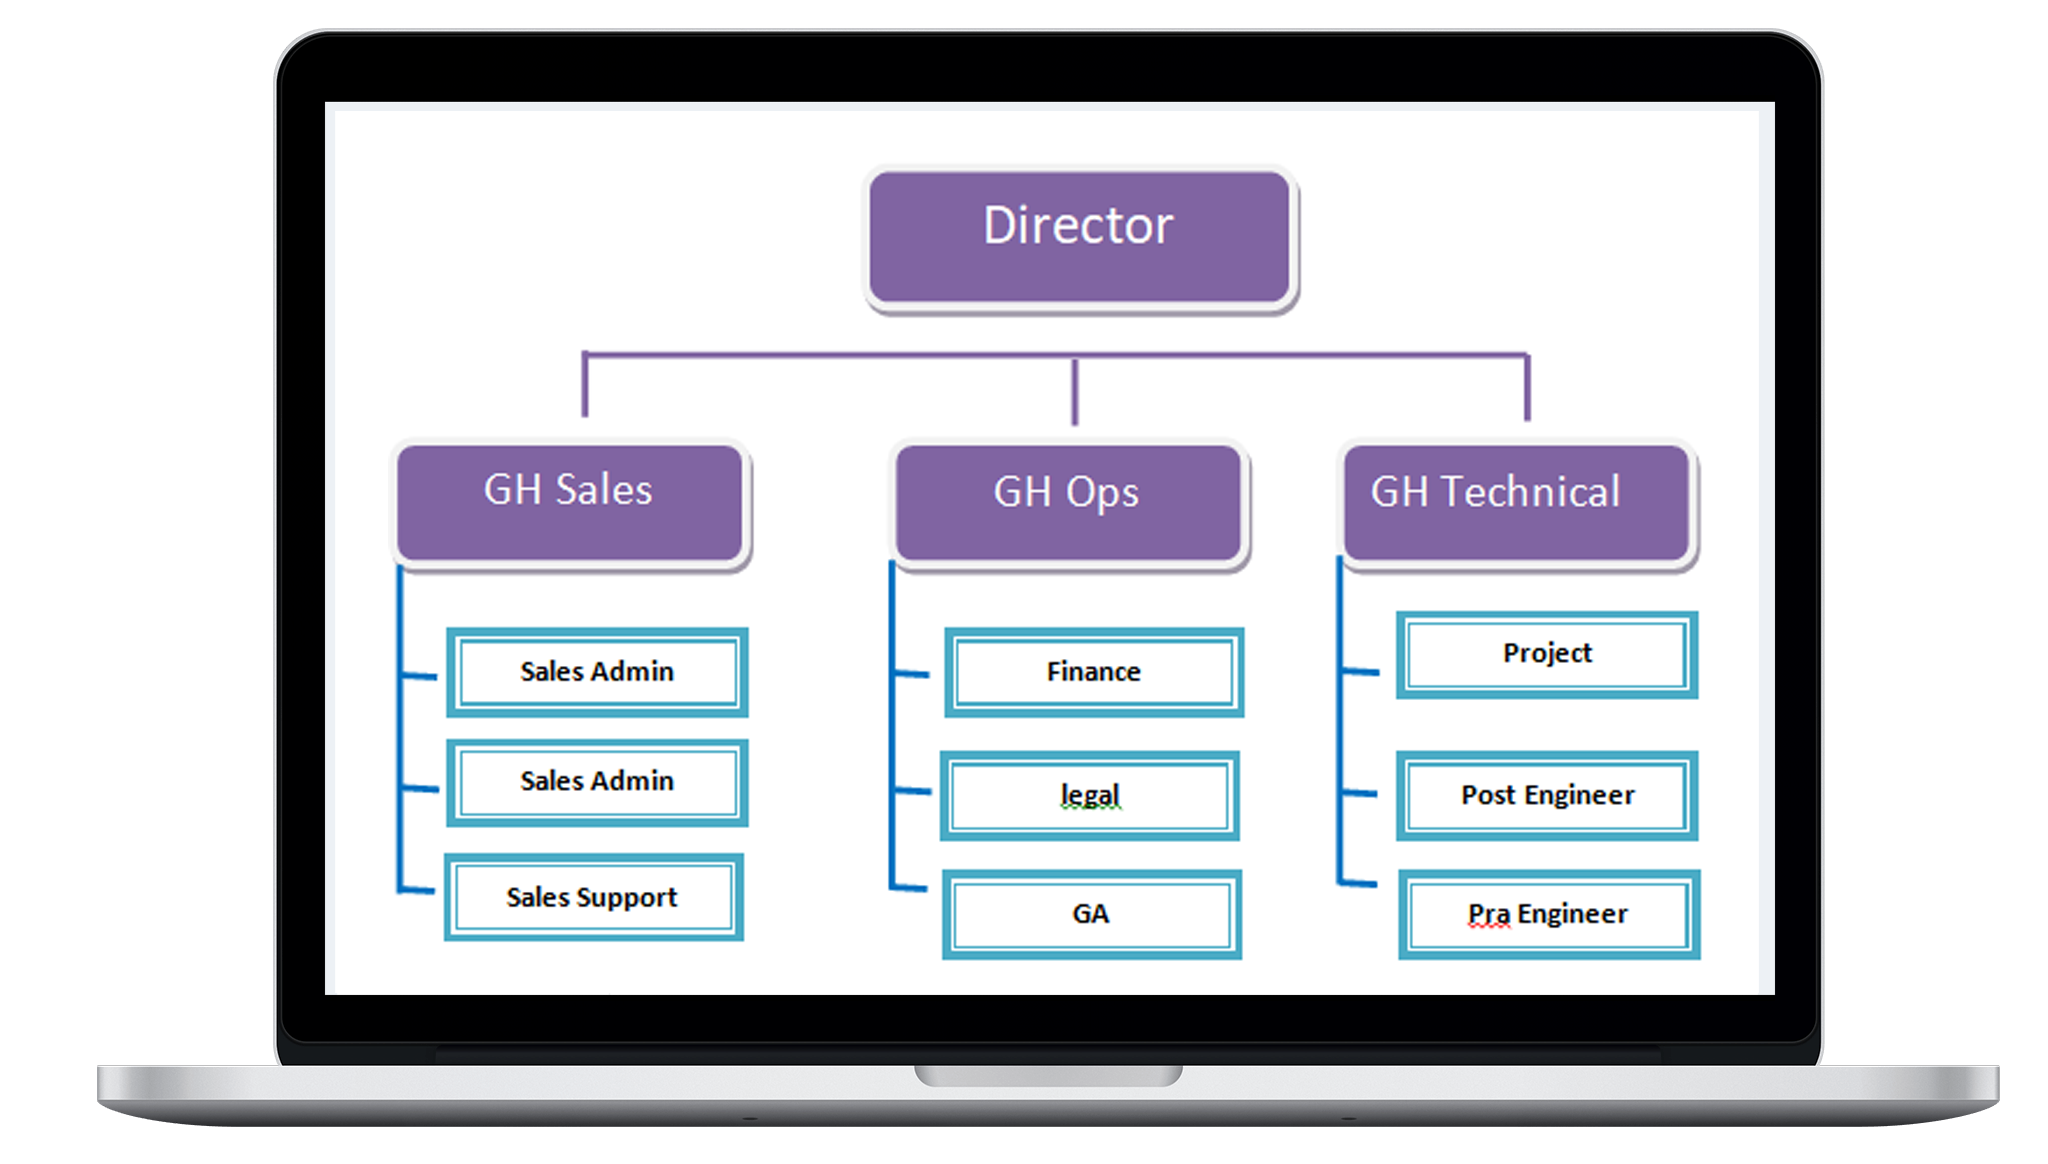 Director
GH Sales
GH Ops
GH Technical
Sales Admin
Finance
Project
Sales Admin
legal
Post Engineer
Sales Support
GA
Pra Engineer